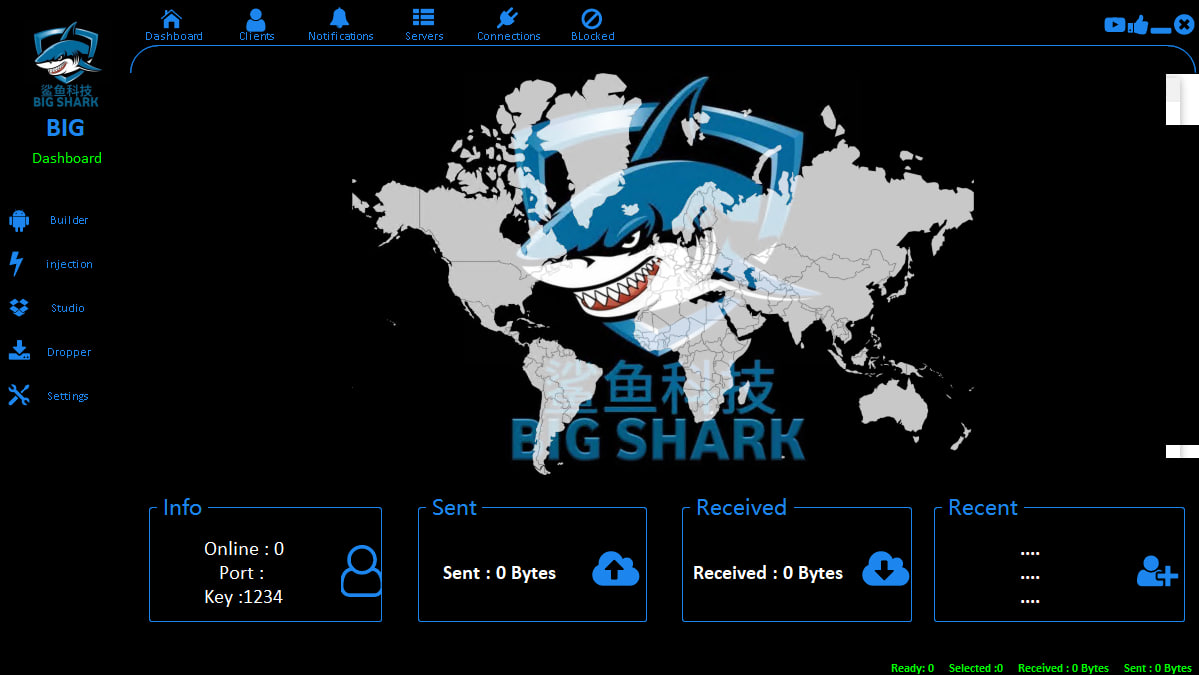 Dashboard
Clients
Notifications
Servers
Connections
BLocked
鲨鱼科技
BIG SHARK
BIG
Dashboard
Builder
injection
Studio
Dropper
Settings
鲨鱼科技
BIG SHARK
Info
Online : 0
Port :
Key :1234
Sent
Sent : 0 Bytes
Received
Received : 0 Bytes
Recent
....
....
....
Ready: 0 Selected :0 Received : 0 Bytes Sent : 0 Bytes